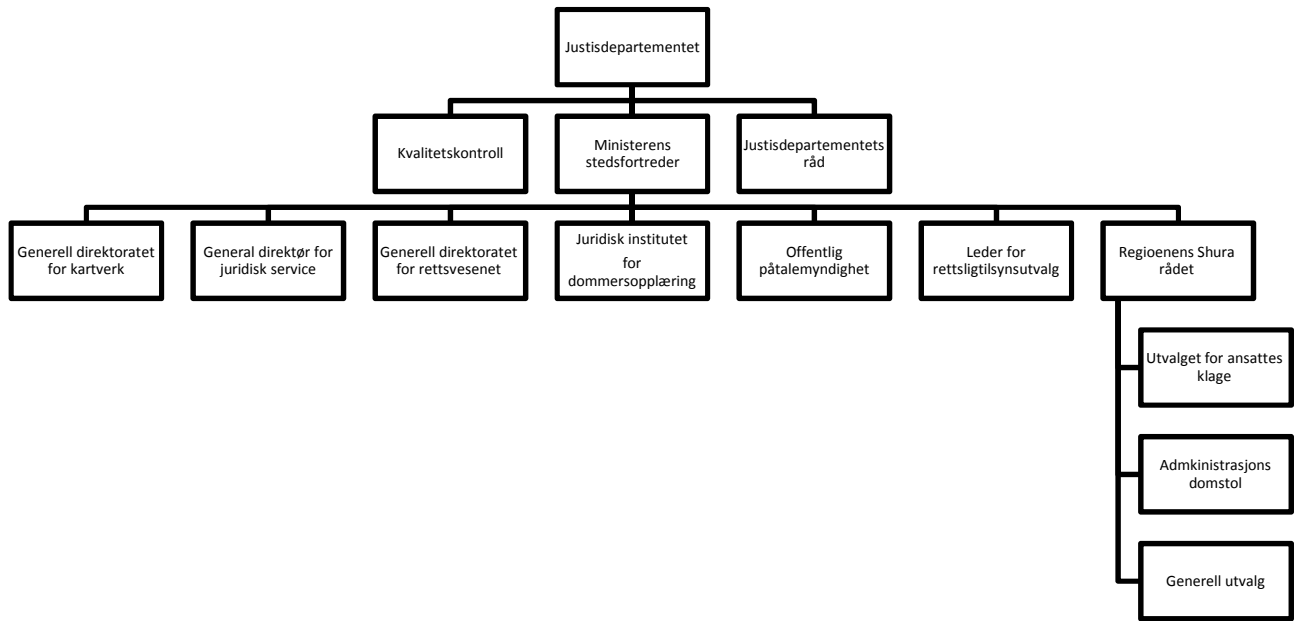 Justisdepartementet
Kvalitetskontroll
Ministerens
stedsfortreder
Justisdepartementets
råd
Generell direktoratet
for kartverk
General direktør for
juridisk service
Generell direktoratet
for rettsvesenet
Juridisk institutet
for
dommersopplæring
Offentlig
påtalemyndighet
Leder for
rettsligtilsynsutvalg
Regioenens Shura
rådet
Utvalget for ansattes
klage
Admkinistrasjons
domstol
Generell utvalg